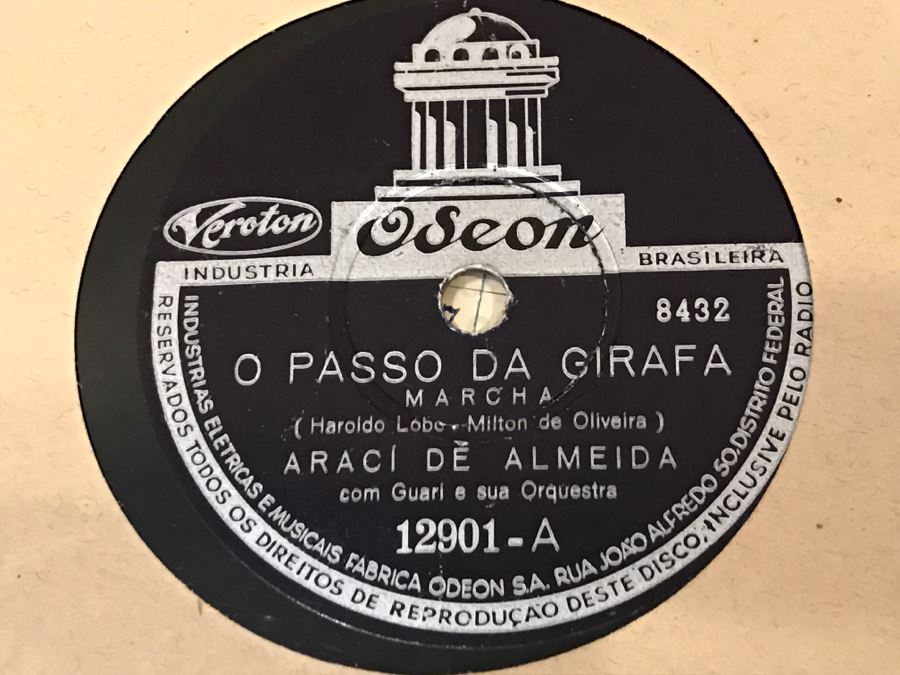 Veroton
Odeon
INDUSTRIA BRASILEIRA
8432
O PASSO DA GIRAFA
MARCHA
( Haroldo Lobo - Milton de Oliveira )
ARACÍ DE ALMEIDA
com Guarí e sua Orquestra
12901-A
INDUSTRIAS ELETRICAS E MUSICAIS FÁBRICA ODEON S.A. RUA JOÃO ALFREDO 50, DISTRITO FEDERAL
RESERVADOS TODOS OS DIREITOS DE REPRODUÇÃO DESTE DISCO, INCLUSIVE PELO RADIO